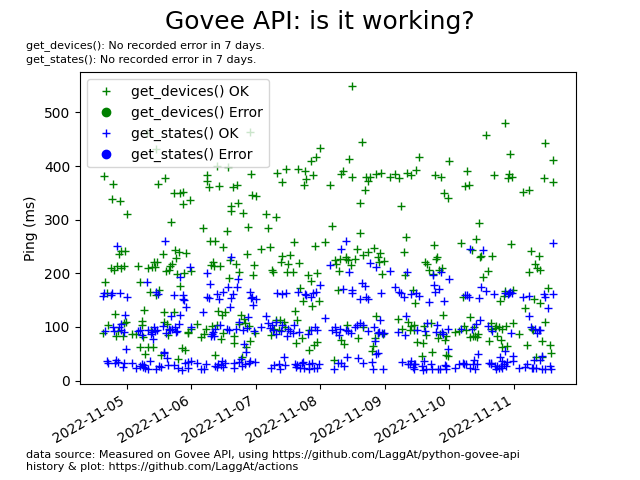 Govee API: is it working?
get_devices(): No recorded error in 7 days.
get_states(): No recorded error in 7 days.
get_devices() OK
get_devices() Error
get_states() OK
get_states() Error
Ping (ms)
500
400
300
200
100
0
2022-11-05
2022-11-06
2022-11-07
2022-11-08
2022-11-09
2022-11-10
2022-11-11
data source: Measured on Govee API, using https://github.com/LaggAt/python-govee-api
history & plot: https://github.com/LaggAt/actions